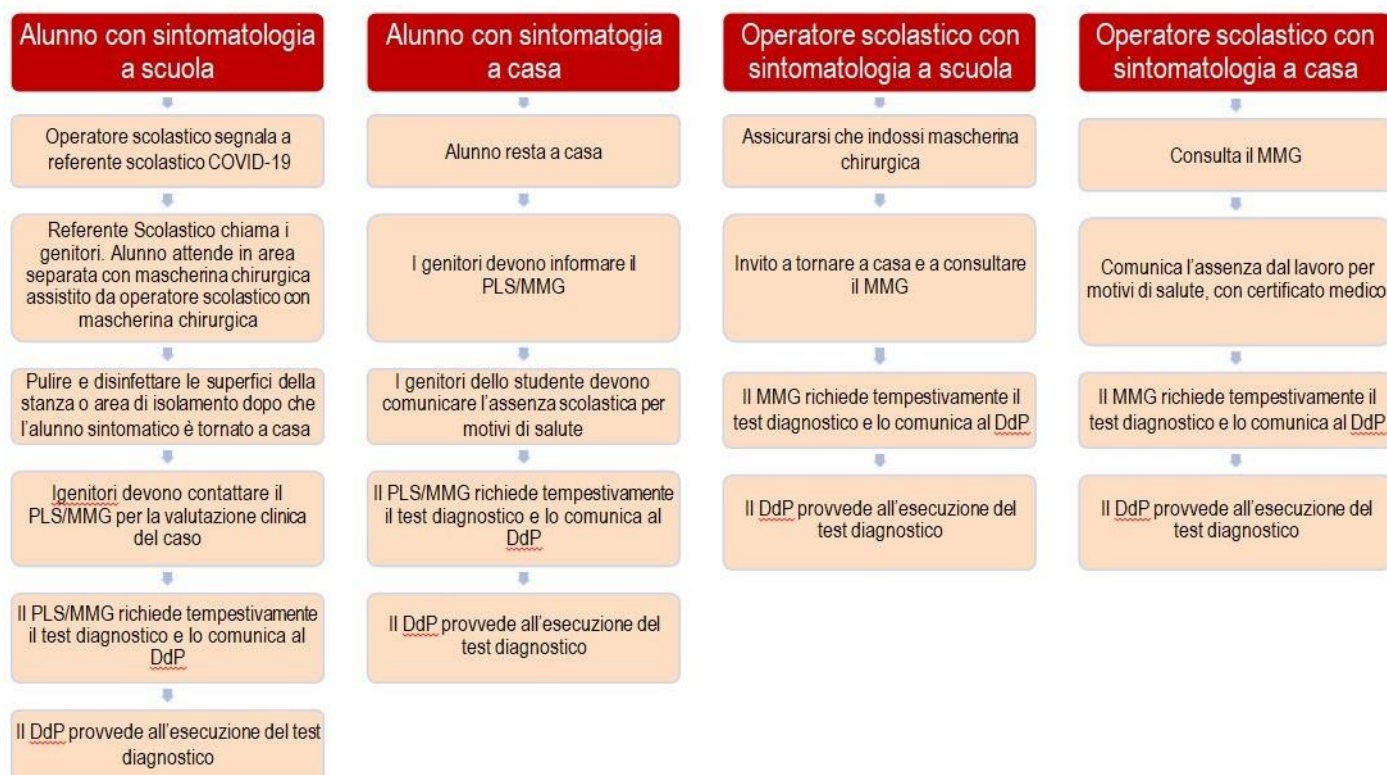 Alunno con sintomatologia
a scuola
Operatore scolastico segnala a
referente scolastico COVID-19
Referente Scolastico chiama i
genitori. Alunno attende in area
separata con mascherina chirurgica
assistito da operatore scolastico con
mascherina chirurgica
Pulire e disinfettare le superfici della
stanza o area di isolamento dopo che
l'alunno sintomatico è tornato a casa
Igenitori devono contattare il
PLS/MMG per la valutazione clinica
del caso
Il PLS/MMG richiede tempestivamente
il test diagnostico e lo comunica al
DdP
Il DdP provvede all'esecuzione del test
diagnostico
Alunno con sintomatogia
a casa
Alunno resta a casa
I genitori devono informare il
PLS/MMG
I genitori dello studente devono
comunicare l'assenza scolastica per
motivi di salute
Il PLS/MMG richiede tempestivamente
il test diagnostico e lo comunica al
DdP
Il DdP provvede all'esecuzione del
test diagnostico
Operatore scolastico con
sintomatologia a scuola
Assicurarsi che indossi mascherina
chirurgica
Invito a tornare a casa e a consultare
il MMG
Il MMG richiede tempestivamente il
test diagnostico e lo comunica al DdP
Il DdP provvede all'esecuzione del
test diagnostico
Operatore scolastico con
sintomatologia a casa
Consulta il MMG
Comunica l'assenza dal lavoro per
motivi di salute, con certificato medico
Il MMG richiede tempestivamente il
test diagnostico e lo comunica al DdP
Il DdP provvede all'esecuzione del
test diagnostico